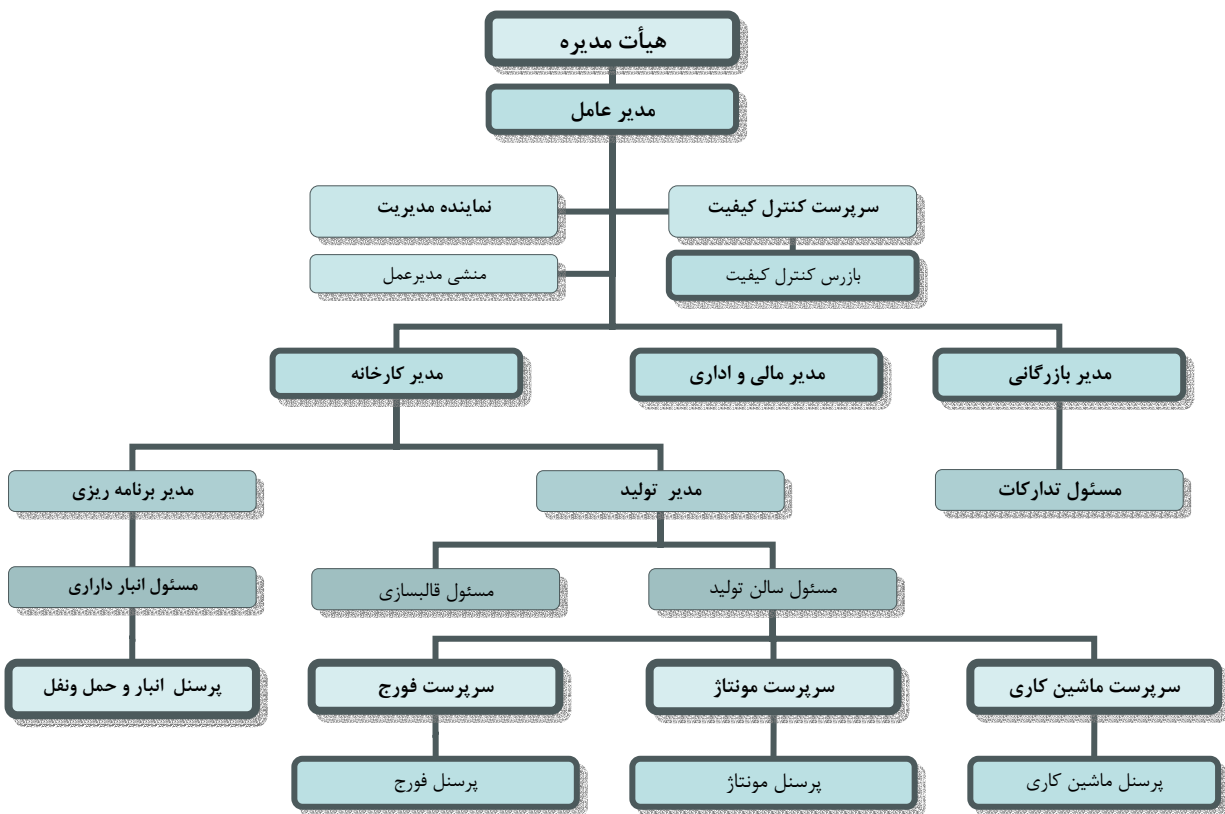 هیأت مدیره
مدیر عامل
سرپرست کنترل کیفیت
نماینده مدیریت
بازرس کنترل کیفیت
منشی مدیرعمل
مدیر بازرگانی
مدیر مالی و اداری
مدیر کارخانه
مسئول تدارکات
مدیر تولید
مدیر برنامه ریزی
مسئول سالن تولید
مسئول قالبسازی
مسئول انبار داراری
سرپرست ماشین کاری
سرپرست مونتاژ
سرپرست فورج
پرسنل انبار و حمل ونفل
پرسنل ماشین کاری
پرسنل مونتاژ
پرسنل فورج